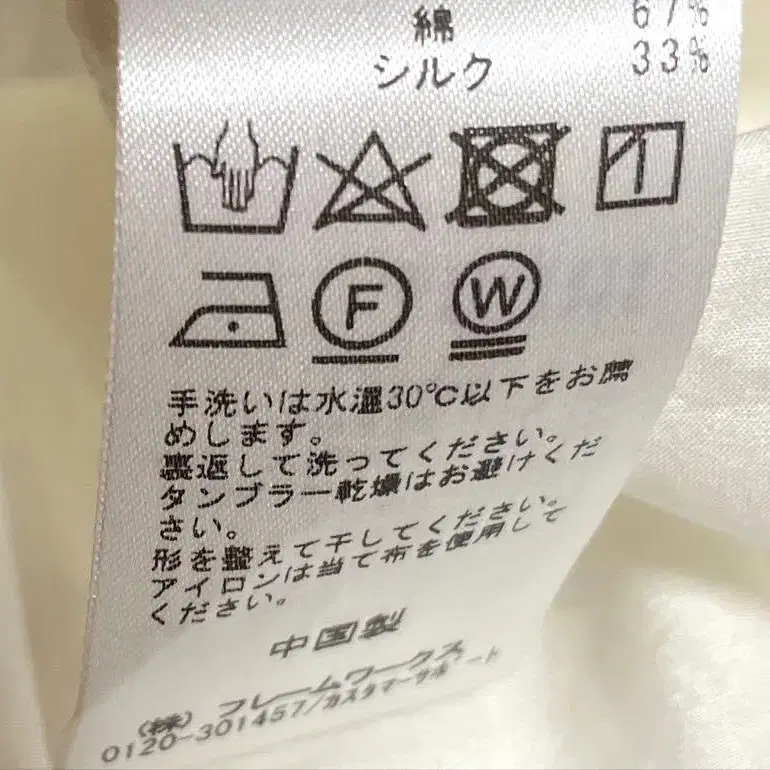 綿 67%
シルク 33%
F W
手洗いは水温30℃以下をお薦
めします。
裏返して洗ってください。
タンブラー乾燥はお避けくだ
さい。
形を整えて干してください。
アイロンは当て布を使用して
ください。
中国製
(株) フレームワークス
0120-301457/カスタマーサポート